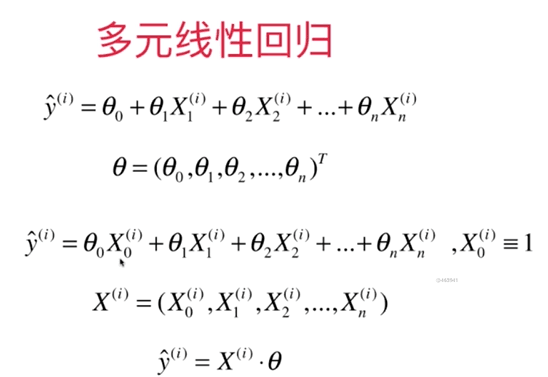 多元线性回归
ŷ⁽ⁱ⁾ = θ₀ + θ₁X₁⁽ⁱ⁾ + θ₂X₂⁽ⁱ⁾ + ... + θₙXₙ⁽ⁱ⁾
θ = (θ₀, θ₁, θ₂, ..., θₙ)ᵀ
ŷ⁽ⁱ⁾ = θ₀X₀⁽ⁱ⁾ + θ₁X₁⁽ⁱ⁾ + θ₂X₂⁽ⁱ⁾ + ... + θₙXₙ⁽ⁱ⁾ , X₀⁽ⁱ⁾ ≡ 1
X⁽ⁱ⁾ = (X₀⁽ⁱ⁾, X₁⁽ⁱ⁾, X₂⁽ⁱ⁾, ..., Xₙ⁽ⁱ⁾)
ŷ⁽ⁱ⁾ = X⁽ⁱ⁾ · θ